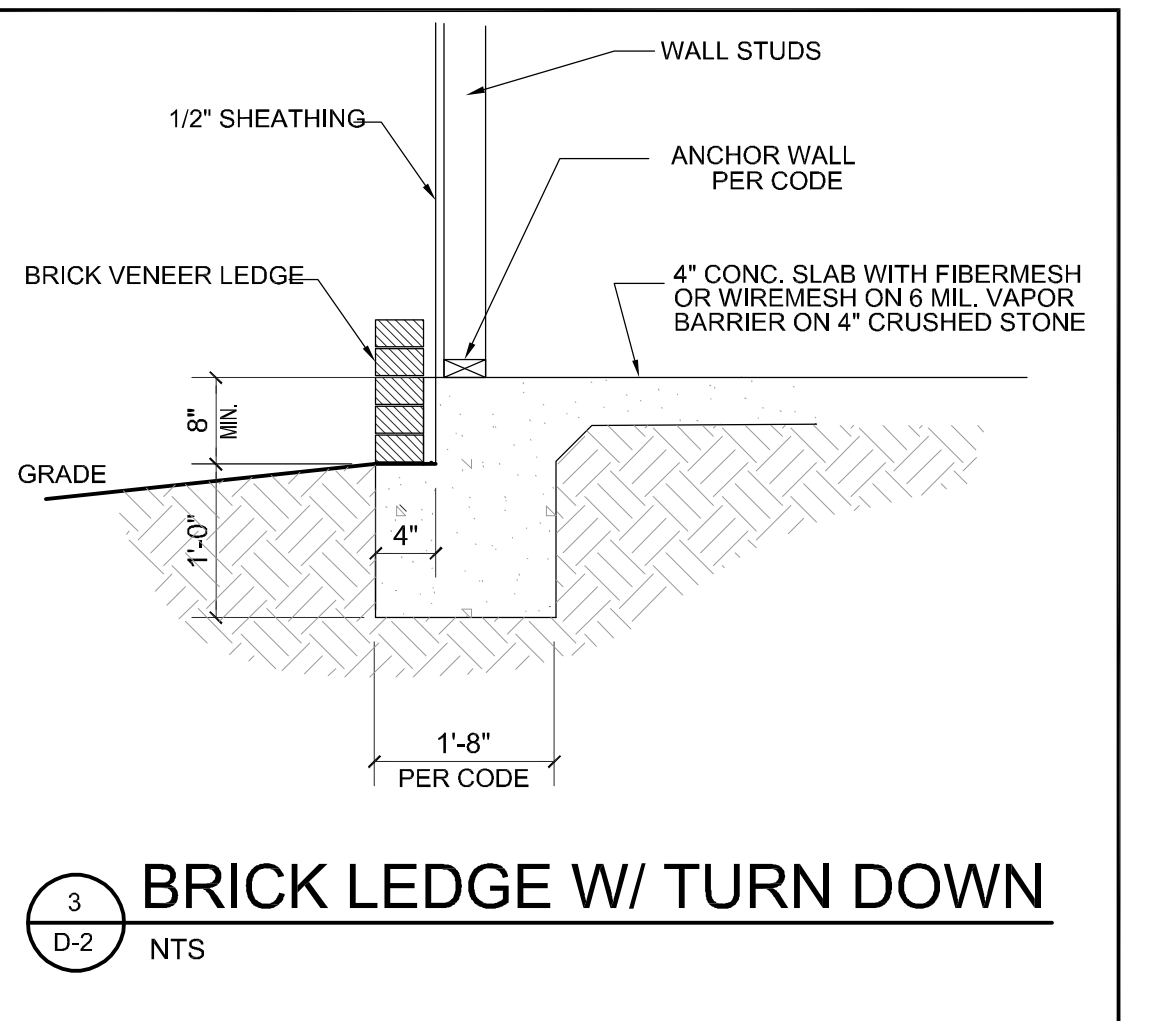 WALL STUDS
1/2" SHEATHING
ANCHOR WALL
PER CODE
BRICK VENEER LEDGE
4" CONC. SLAB WITH FIBERMESH
OR WIREMESH ON 6 MIL. VAPOR
BARRIER ON 4" CRUSHED STONE
8"
MIN.
GRADE
1'-0"
4"
1'-8"
PER CODE
3
D-2
BRICK LEDGE W/ TURN DOWN
NTS